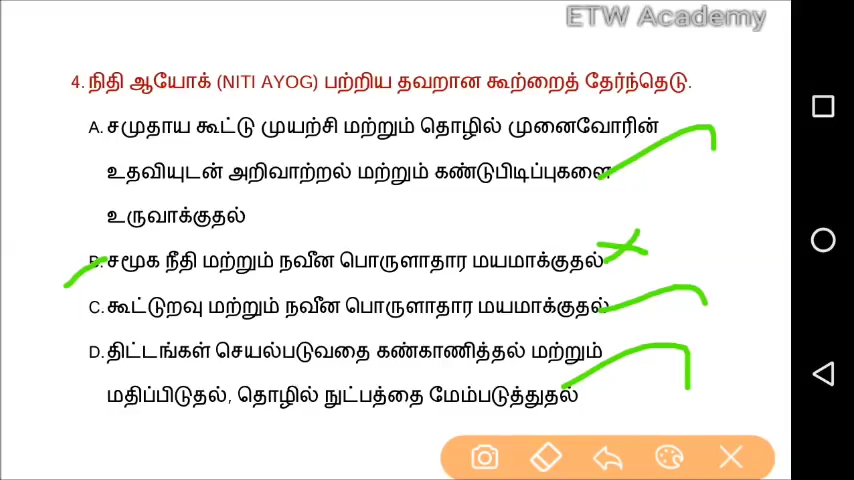 ETW Academy
4. நிதி ஆயோக் (NITI AYOG) பற்றிய தவறான கூற்றைத் தேர்ந்தெடு.
A. சமுதாய கூட்டு முயற்சி மற்றும் தொழில் முனைவோரின்
உதவியுடன் அறிவாற்றல் மற்றும் கண்டுபிடிப்புகளை
உருவாக்குதல்
B. சமூக நீதி மற்றும் நவீன பொருளாதார மயமாக்குதல்
C. கூட்டுறவு மற்றும் நவீன பொருளாதார மயமாக்குதல்
D. திட்டங்கள் செயல்படுவதை கண்காணித்தல் மற்றும்
மதிப்பிடுதல், தொழில் நுட்பத்தை மேம்படுத்துதல்